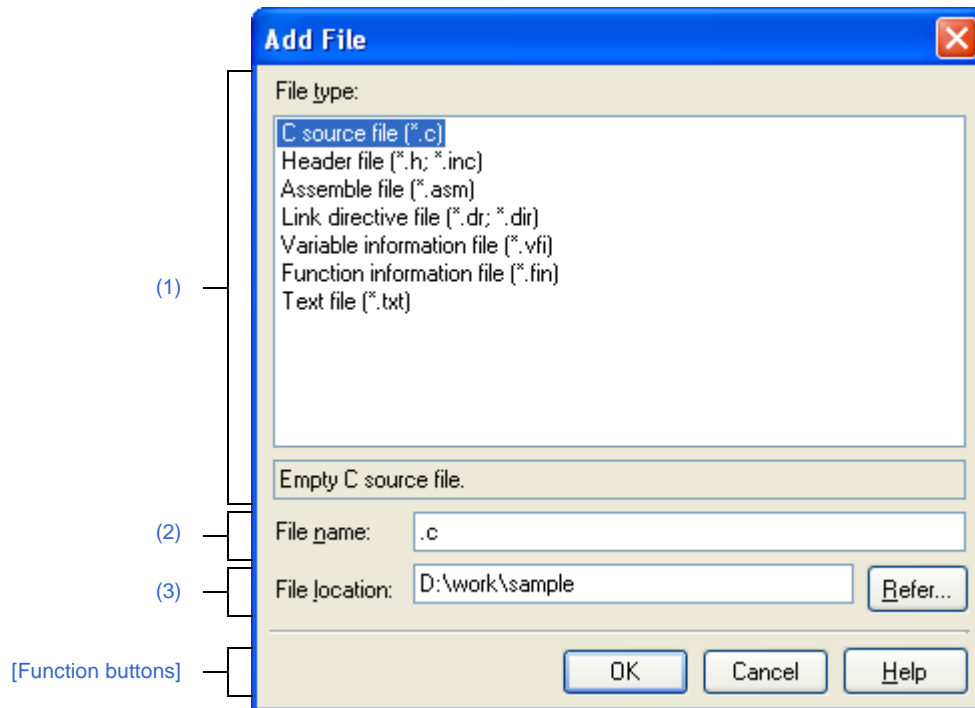 Add File
File type:
C source file (*.c)
Header file (*.h; *.inc)
Assemble file (*.asm)
Link directive file (*.dr; *.dir)
Variable information file (*.vfi)
Function information file (*.fin)
Text file (*.txt)
(1)
Empty C source file.
(2) File name: .c
(3) File location: D:\work\sample Refer...
[Function buttons] OK Cancel Help